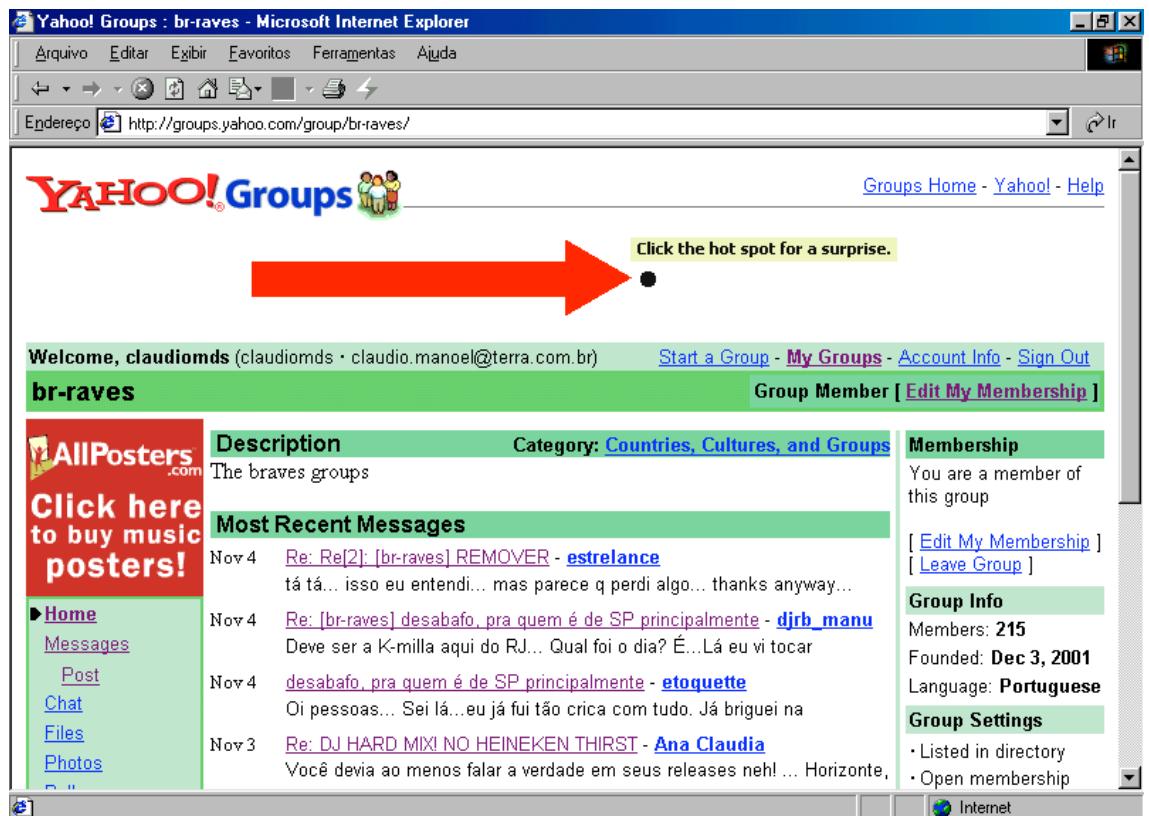 Yahoo! Groups : br-raves - Microsoft Internet Explorer
Arquivo Editar Exibir Favoritos Ferramentas Ajuda
Endereço http://groups.yahoo.com/group/br-raves/ Ir
YAHOO! Groups
Groups Home - Yahoo! - Help
Click the hot spot for a surprise.
Welcome, claudiomds (claudiomds · claudio.manoel@terra.com.br) Start a Group - My Groups - Account Info - Sign Out
br-raves Group Member [ Edit My Membership ]
AllPosters.com
Click here
to buy music
posters!
Home
Messages
Post
Chat
Files
Photos
Description Category: Countries, Cultures, and Groups
The braves groups
Most Recent Messages
Nov 4 Re: Re[2]: [br-raves] REMOVER - estrelance
tá tá... isso eu entendi... mas parece q perdi algo... thanks anyway...
Nov 4 Re: [br-raves] desabafo, pra quem é de SP principalmente - djrb_manu
Deve ser a K-milla aqui do RJ... Qual foi o dia? É...Lá eu vi tocar
Nov 4 desabafo, pra quem é de SP principalmente - etoquette
Oi pessoas... Sei lá...eu já fui tão crica com tudo. Já briguei na
Nov 3 Re: DJ HARD MIX! NO HEINEKEN THIRST - Ana Claudia
Você devia ao menos falar a verdade em seus releases neh! ... Horizonte,
Membership
You are a member of
this group
[ Edit My Membership ]
[ Leave Group ]
Group Info
Members: 215
Founded: Dec 3, 2001
Language: Portuguese
Group Settings
· Listed in directory
· Open membership
Internet